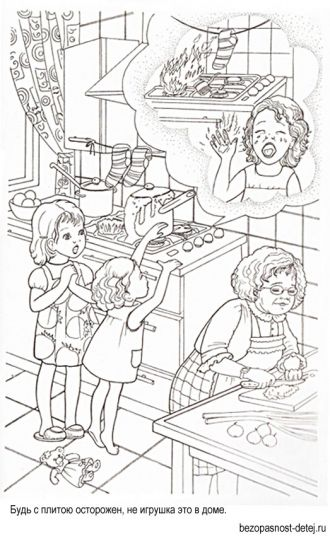 Будь с плитою осторожен, не игрушка это в доме.
bezopasnost-detej.ru